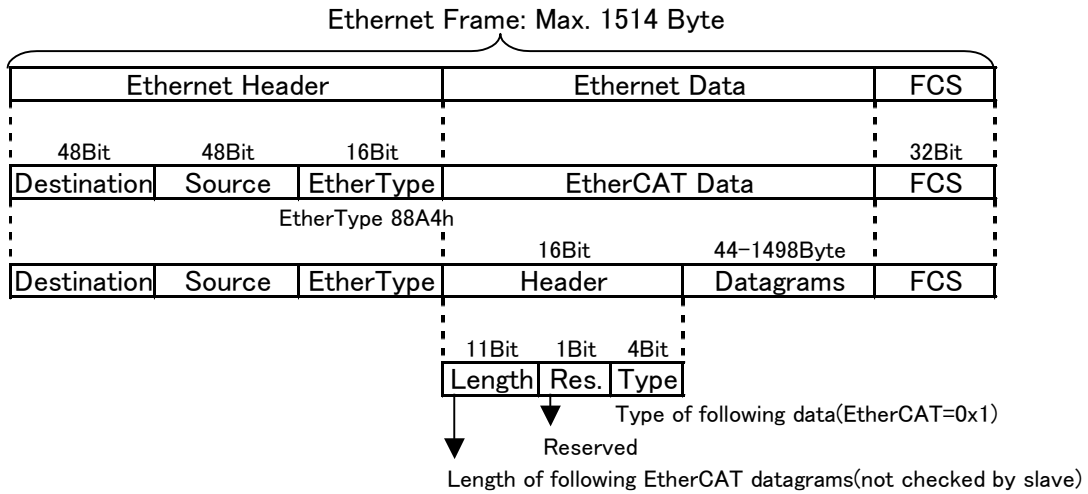 Ethernet Frame: Max. 1514 Byte
Ethernet Header Ethernet Data FCS
48Bit 48Bit 16Bit 32Bit
Destination Source EtherType EtherCAT Data FCS
EtherType 88A4h
16Bit 44-1498Byte
Destination Source EtherType Header Datagrams FCS
11Bit 1Bit 4Bit
Length Res. Type
Type of following data(EtherCAT=0x1)
Reserved
Length of following EtherCAT datagrams(not checked by slave)